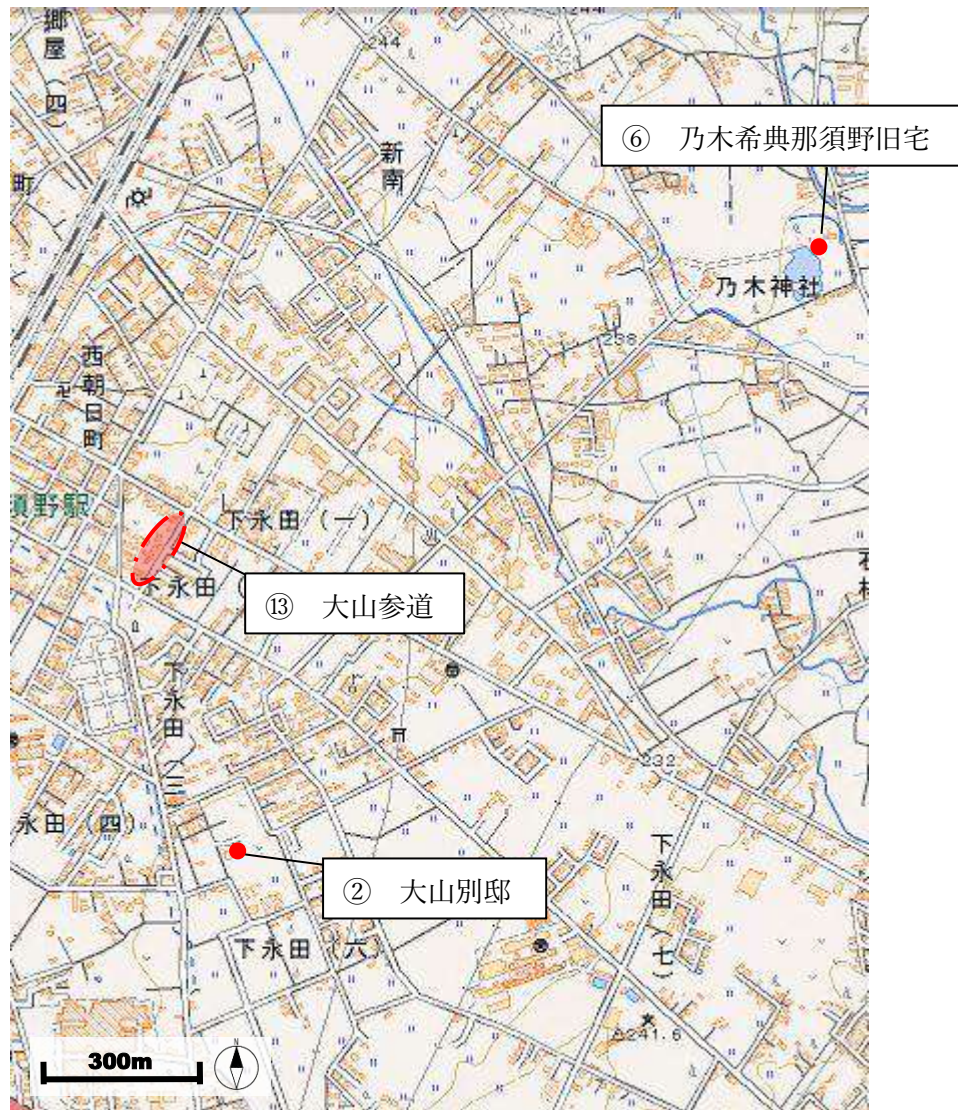 郷屋（四）
244
244
⑥ 乃木希典那須野旧宅
新南
町
乃木神社
238
西朝日町
須野駅
下永田（一）
下永田（
⑬ 大山参道
下永田（三）
232
永田（四）
② 大山別邸
下永田（七）
下永田（六）
241.6
300m
N